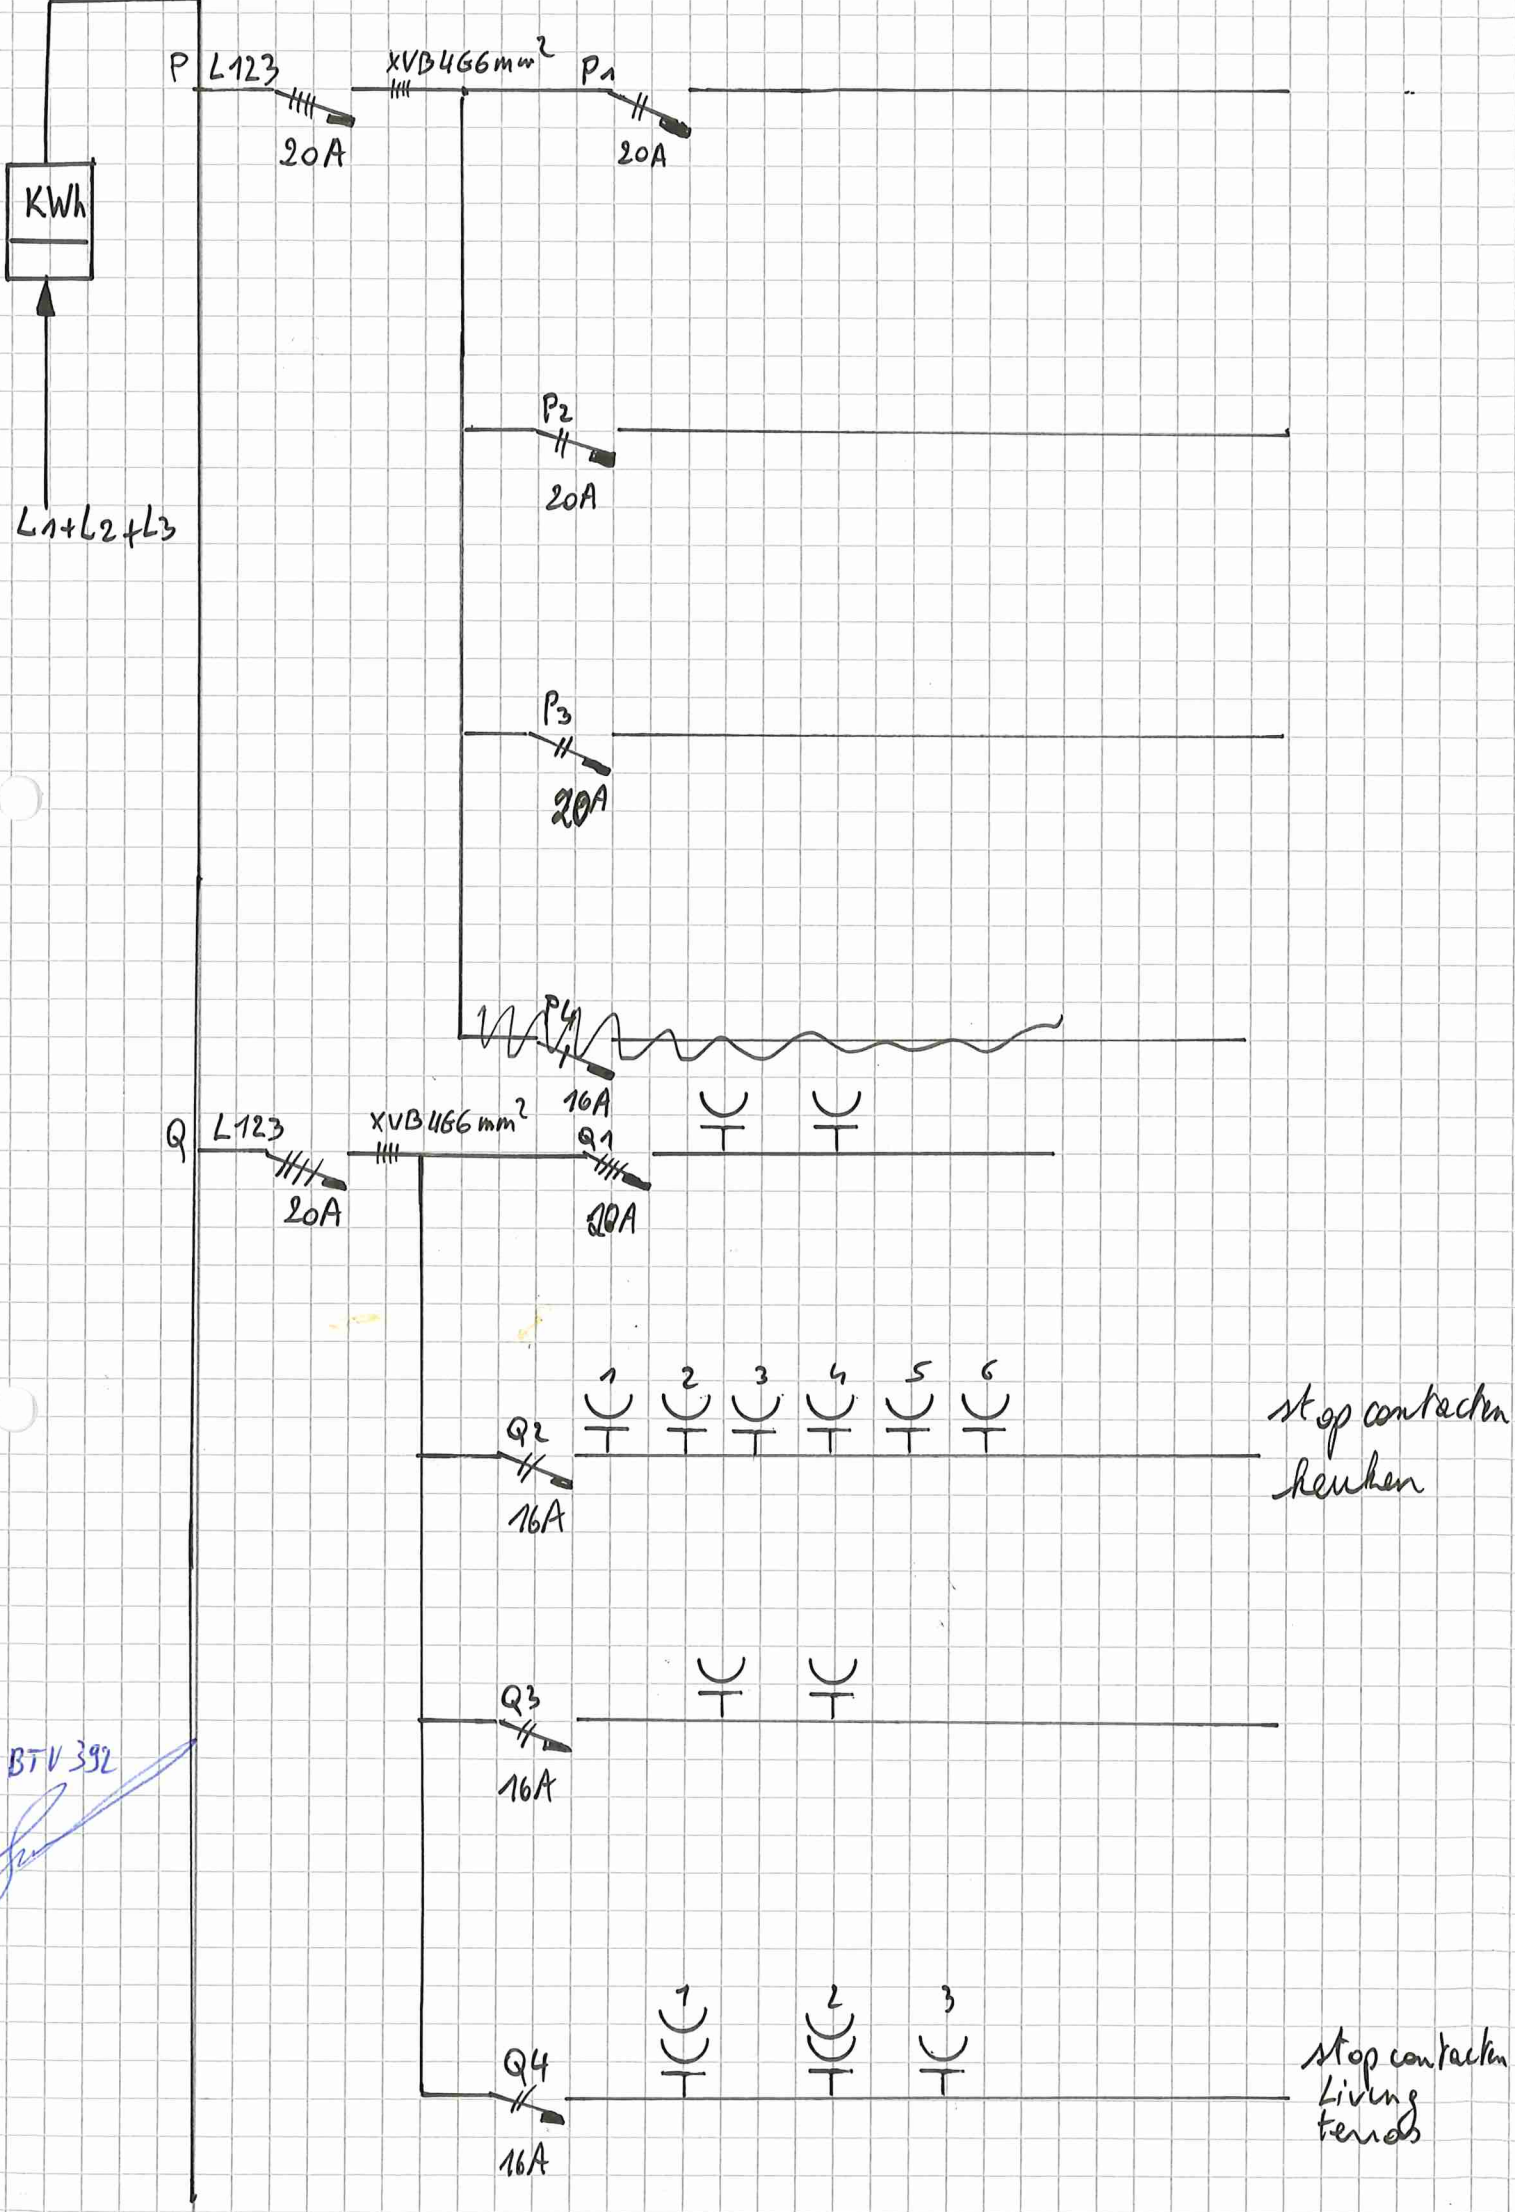 P L123 XVB4G6mm² P1
20A 20A
KWh
P2
20A
L1+L2+L3
P3
20A
P4
16A
Q L123 XVB4G6mm² Q1
20A 20A
1 2 3 4 5 6
stopcontacten
keuken
Q2
16A
Q3
16A
BTV 392
1 2 3
stopcontacten
Living
terras
Q4
16A